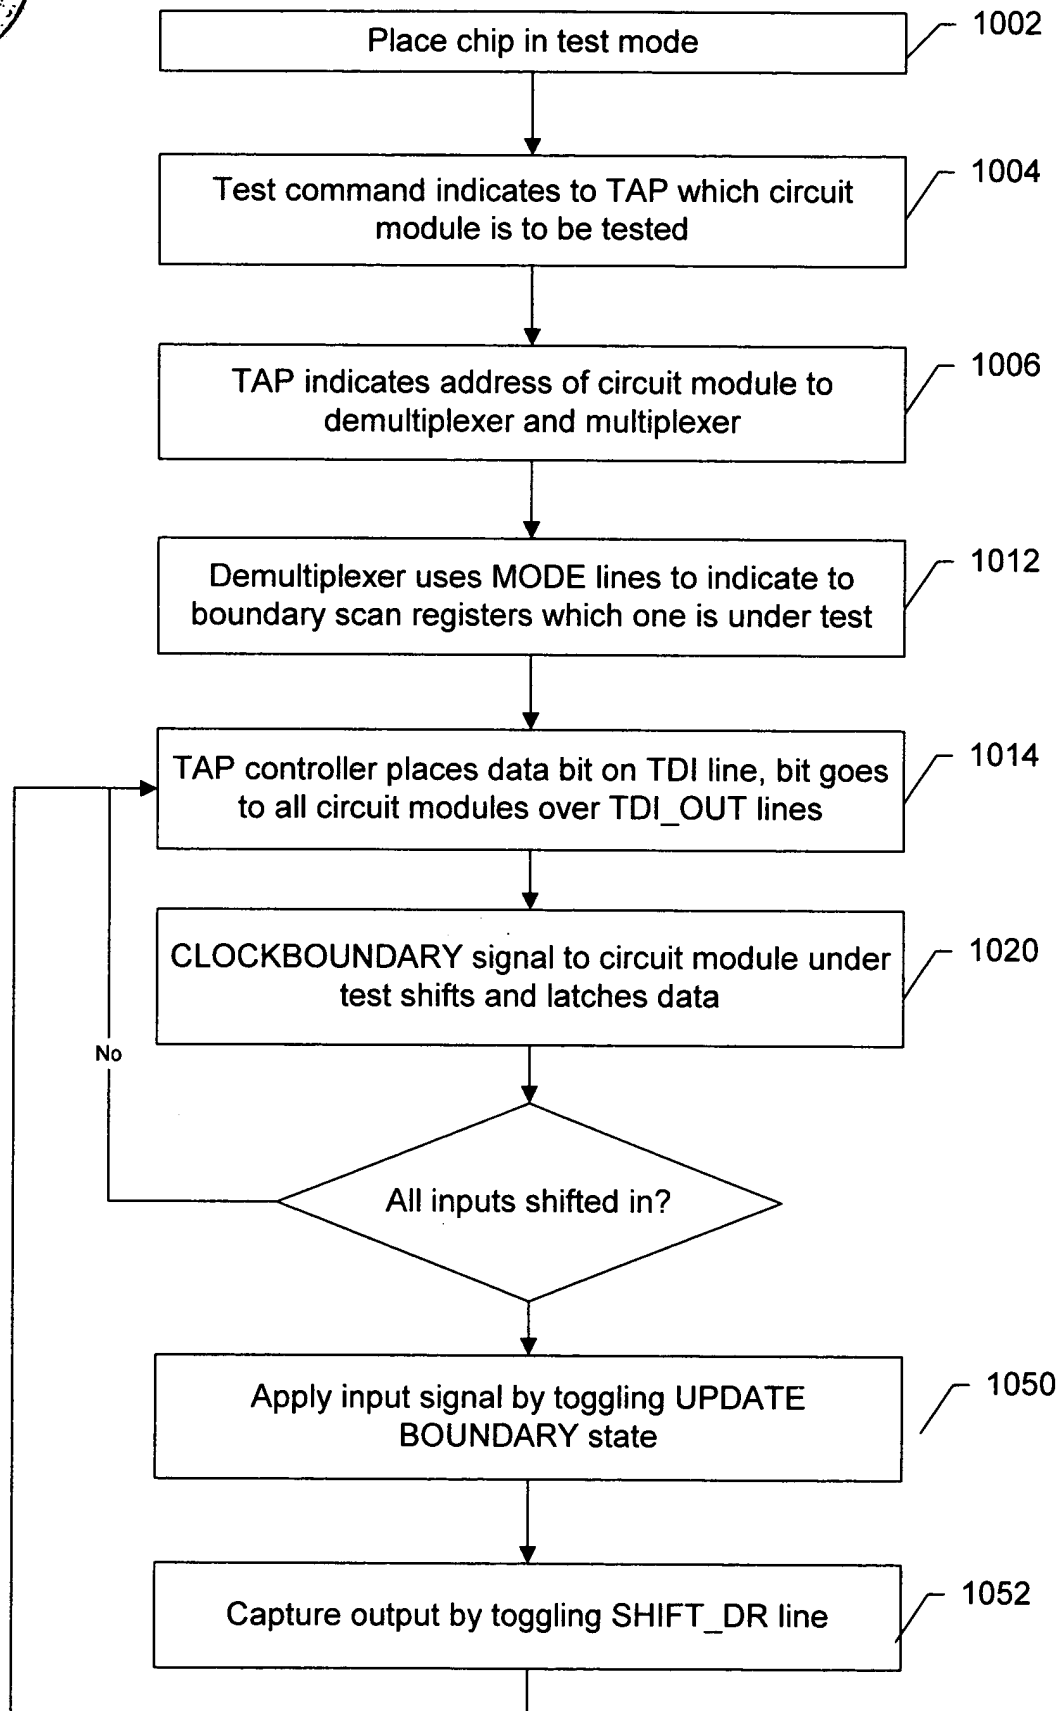 Place chip in test mode
1002
Test command indicates to TAP which circuit
module is to be tested
1004
TAP indicates address of circuit module to
demultiplexer and multiplexer
1006
Demultiplexer uses MODE lines to indicate to
boundary scan registers which one is under test
1012
TAP controller places data bit on TDI line, bit goes
to all circuit modules over TDI_OUT lines
1014
CLOCKBOUNDARY signal to circuit module under
test shifts and latches data
1020
No
All inputs shifted in?
Apply input signal by toggling UPDATE
BOUNDARY state
1050
Capture output by toggling SHIFT_DR line
1052